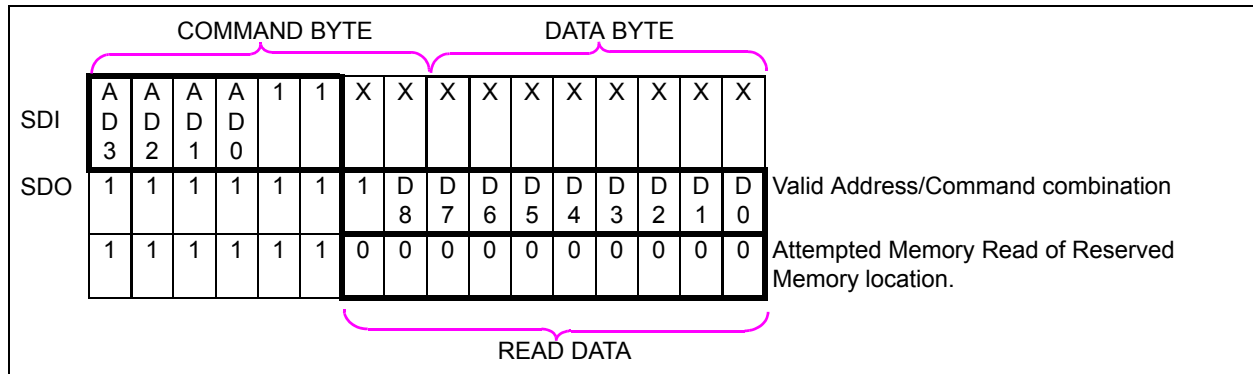 COMMAND BYTE DATA BYTE
SDI A A A A 1 1 X X X X X X X X X X
D D D D
3 2 1 0
SDO 1 1 1 1 1 1 1 D D D D D D D D D Valid Address/Command combination
8 7 6 5 4 3 2 1 0
1 1 1 1 1 1 0 0 0 0 0 0 0 0 0 0 Attempted Memory Read of Reserved
Memory location.
READ DATA